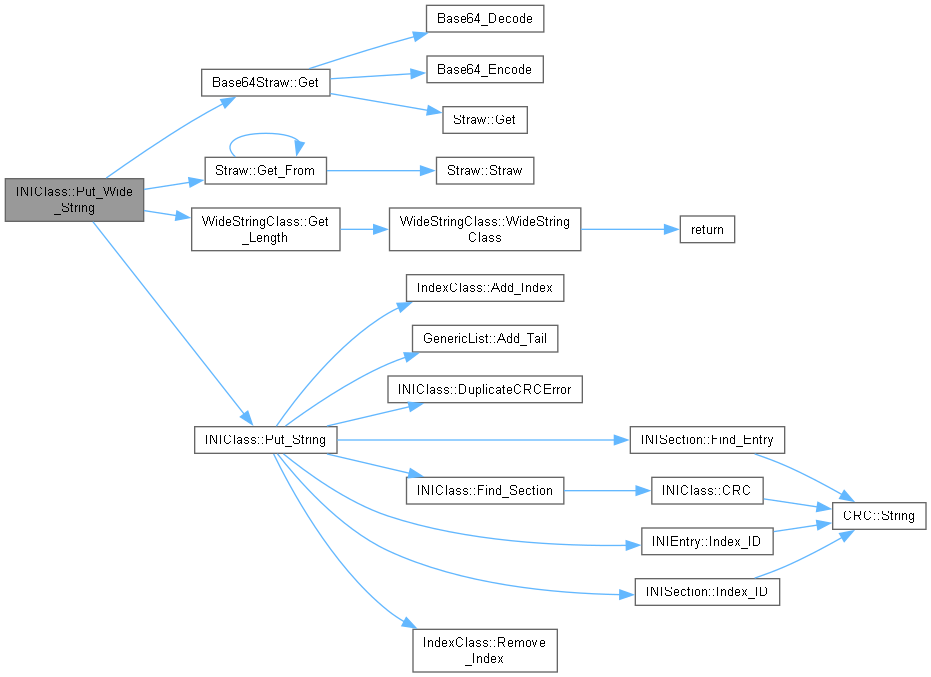 Base64_Decode
Base64_Encode
Base64Straw::Get
Straw::Get
Straw::Get_From
Straw::Straw
INIClass::Put_Wide
_String
WideStringClass::Get
_Length
WideStringClass::WideString
Class
return
IndexClass::Add_Index
GenericList::Add_Tail
INIClass::DuplicateCRCError
INIClass::Put_String
INISection::Find_Entry
INIClass::Find_Section
INIClass::CRC
CRC::String
INIEntry::Index_ID
INISection::Index_ID
IndexClass::Remove
_Index